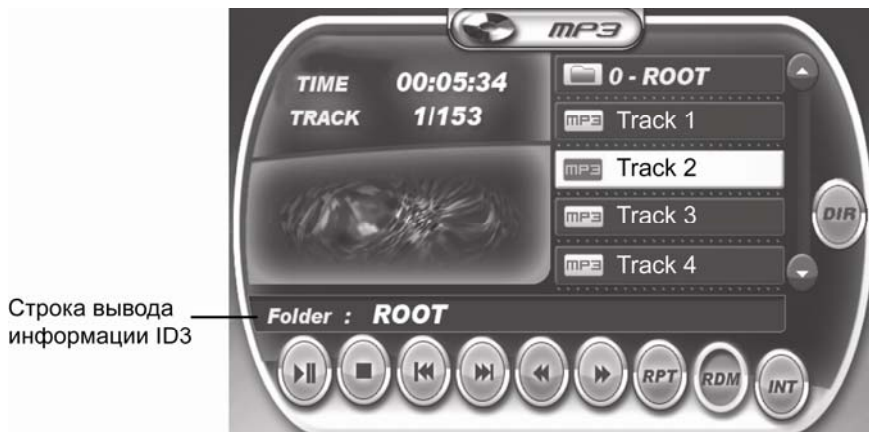 MP3
TIME 00:05:34
TRACK 1/153
0 - ROOT
MP3 Track 1
MP3 Track 2
MP3 Track 3
MP3 Track 4
DIR
Строка вывода
информации ID3
Folder : ROOT
RPT
RDM
INT